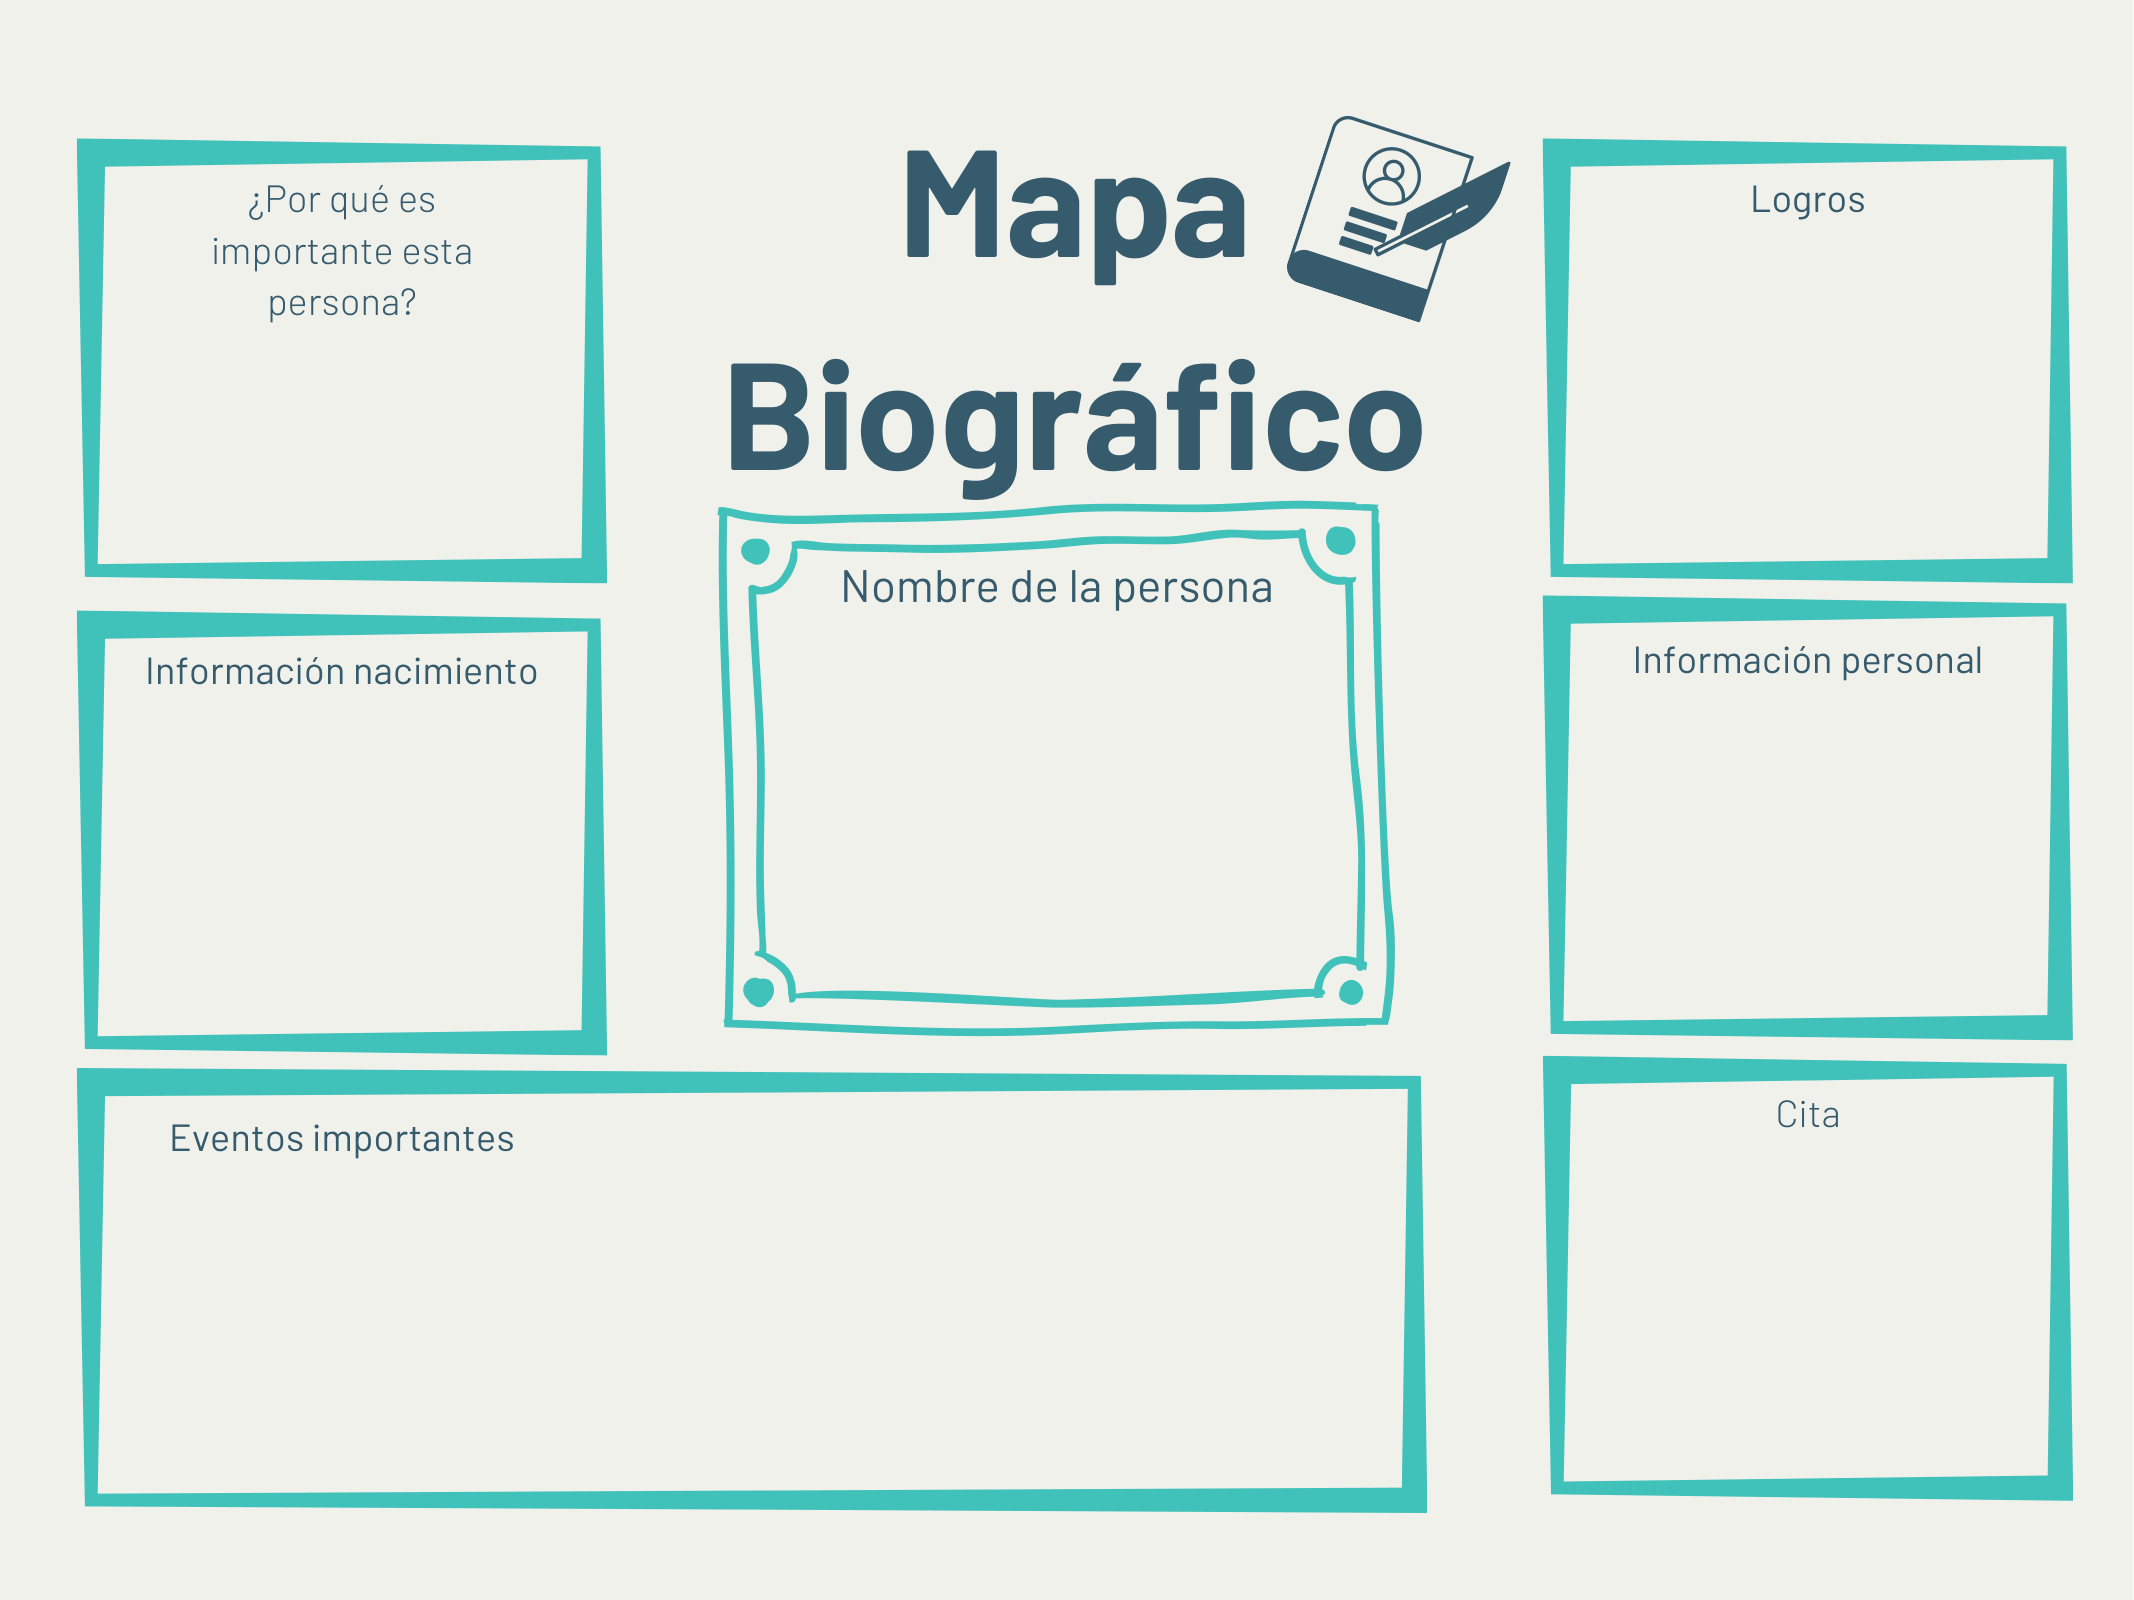 Mapa
Biográfico
¿Por qué es
importante esta
persona?
Logros
Nombre de la persona
Información nacimiento
Información personal
Eventos importantes
Cita